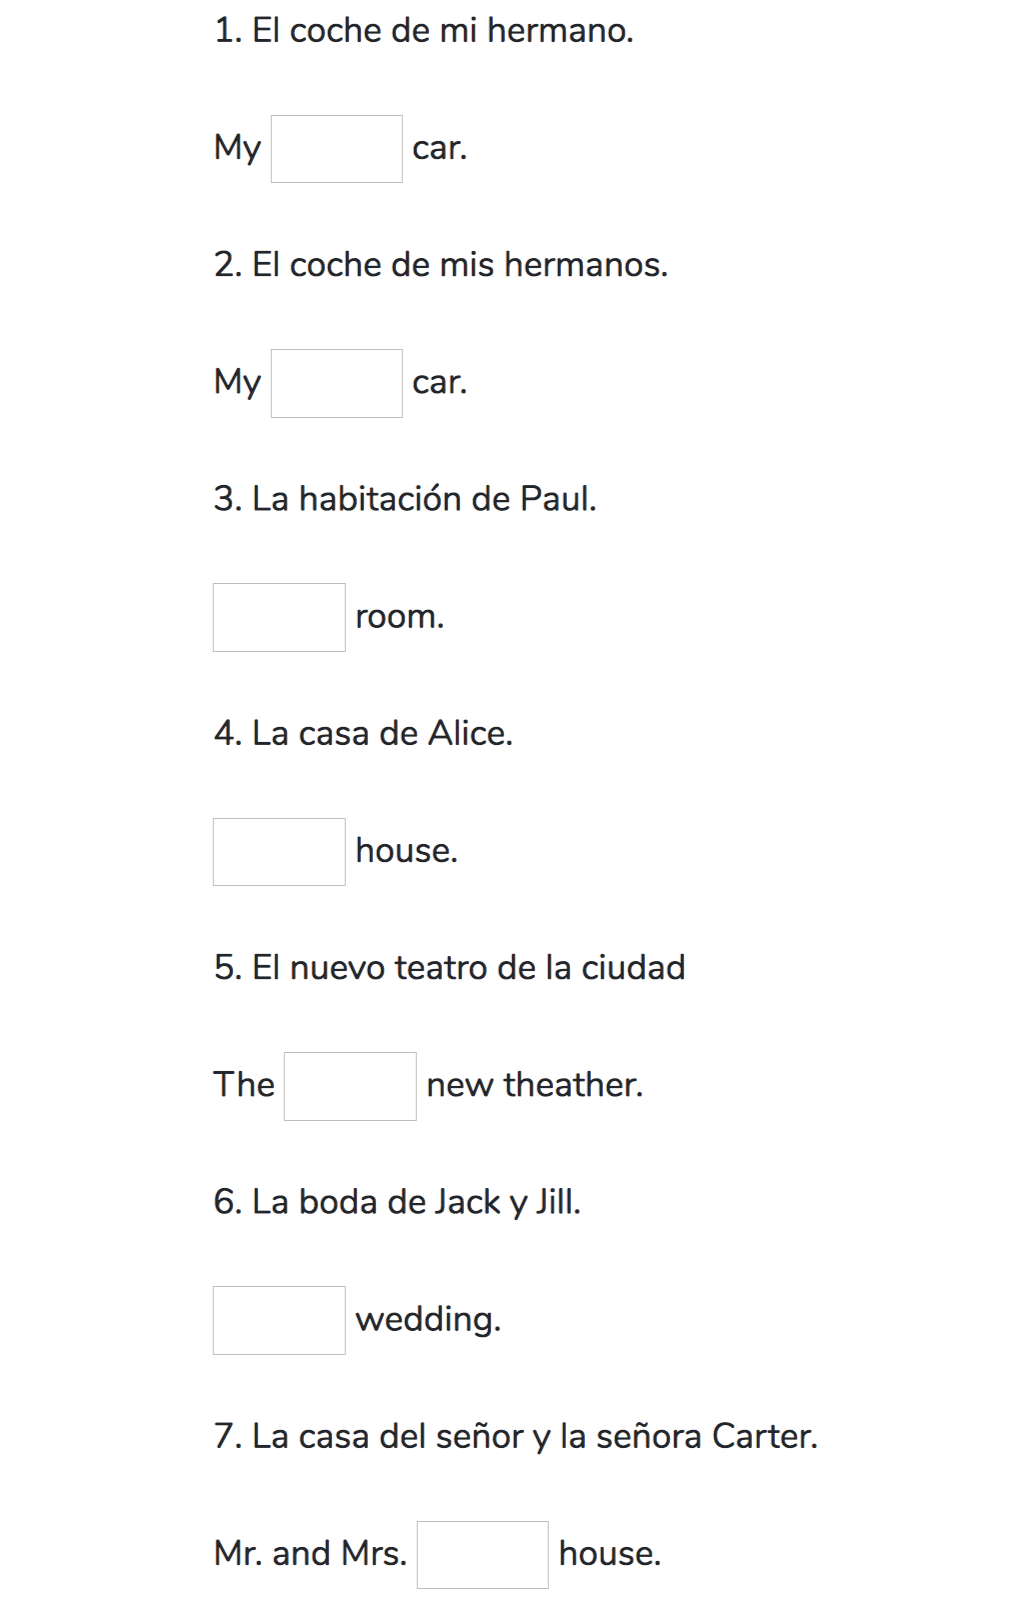 1. El coche de mi hermano.
My car.
2. El coche de mis hermanos.
My car.
3. La habitación de Paul.
room.
4. La casa de Alice.
house.
5. El nuevo teatro de la ciudad
The new theather.
6. La boda de Jack y Jill.
wedding.
7. La casa del señor y la señora Carter.
Mr. and Mrs. house.